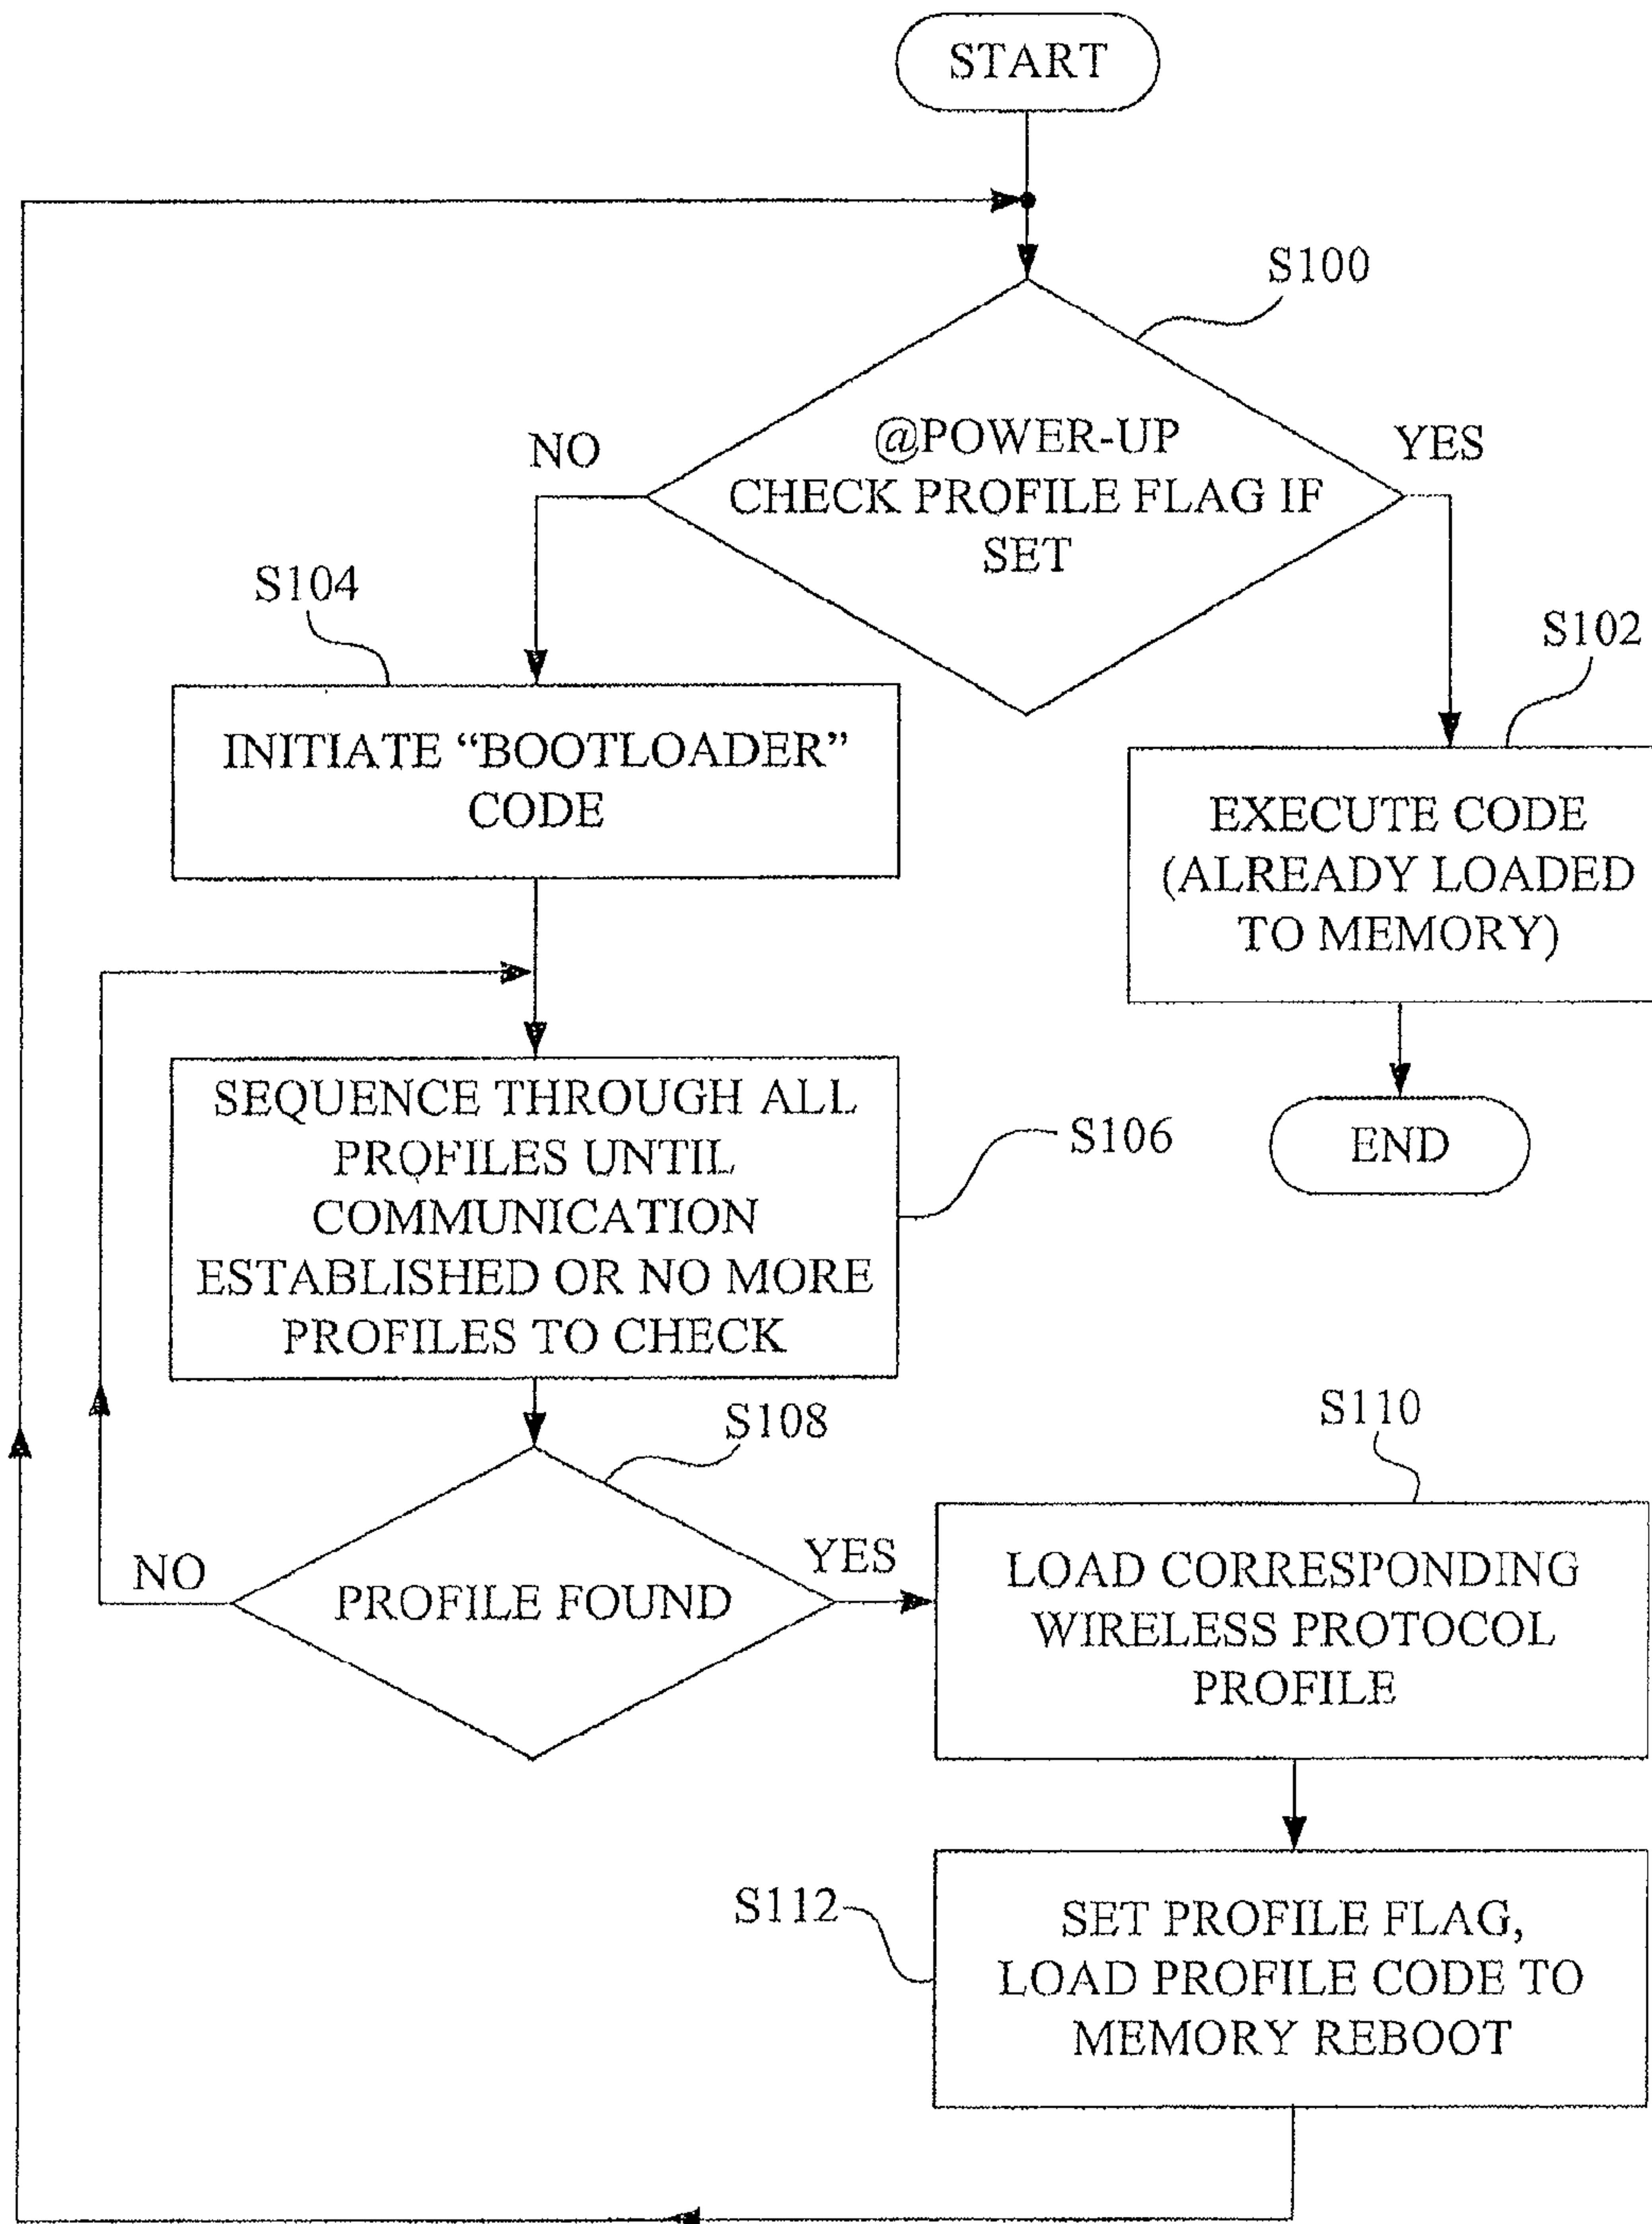 START
S100
@POWER-UP
CHECK PROFILE FLAG IF
SET
NO
YES
S104
INITIATE “BOOTLOADER”
CODE
S102
EXECUTE CODE
(ALREADY LOADED
TO MEMORY)
END
SEQUENCE THROUGH ALL
PROFILES UNTIL
COMMUNICATION
ESTABLISHED OR NO MORE
PROFILES TO CHECK
S106
S108
PROFILE FOUND
NO
YES
S110
LOAD CORRESPONDING
WIRELESS PROTOCOL
PROFILE
S112
SET PROFILE FLAG,
LOAD PROFILE CODE TO
MEMORY REBOOT